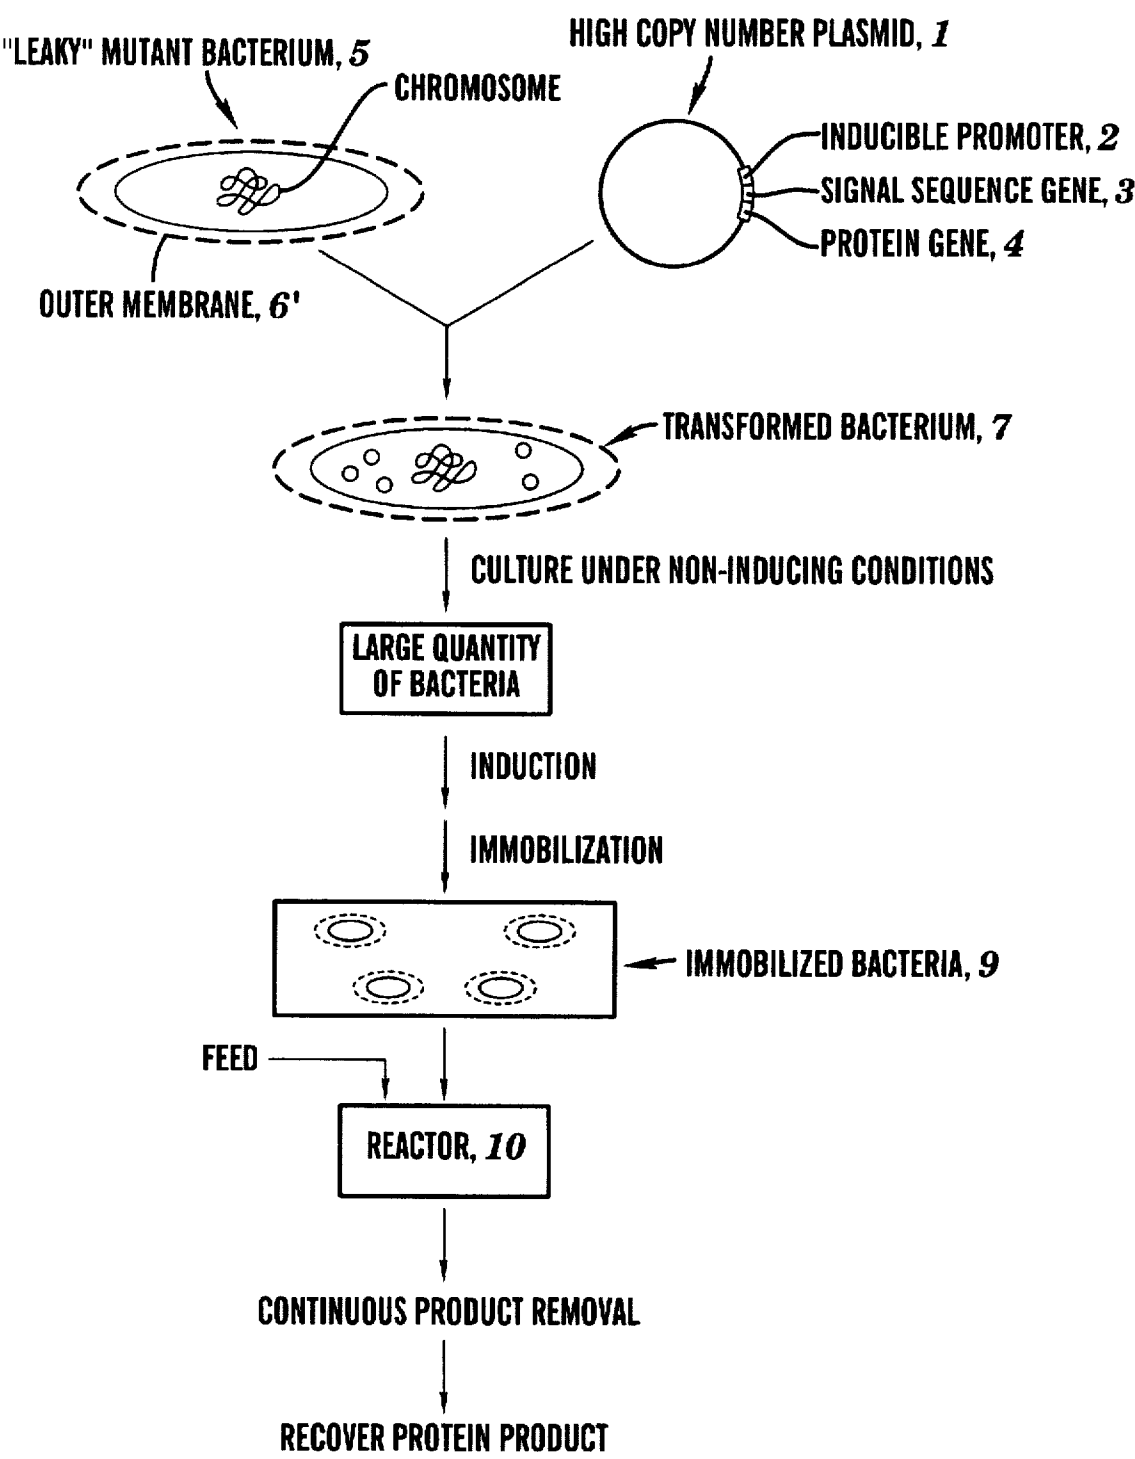 "LEAKY" MUTANT BACTERIUM, 5
HIGH COPY NUMBER PLASMID, 1
CHROMOSOME
INDUCIBLE PROMOTER, 2
SIGNAL SEQUENCE GENE, 3
PROTEIN GENE, 4
OUTER MEMBRANE, 6'
TRANSFORMED BACTERIUM, 7
CULTURE UNDER NON-INDUCING CONDITIONS
LARGE QUANTITY
OF BACTERIA
INDUCTION
IMMOBILIZATION
IMMOBILIZED BACTERIA, 9
FEED
REACTOR, 10
CONTINUOUS PRODUCT REMOVAL
RECOVER PROTEIN PRODUCT